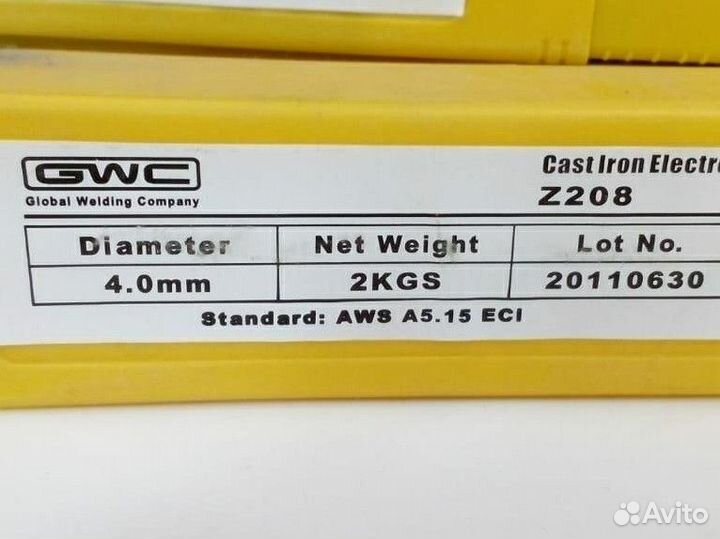 GWC
Global Welding Company
Cast Iron Electro
Z208
Diameter Net Weight Lot No.
4.0mm 2KGS 20110630
Standard: AWS A5.15 ECI
Avito